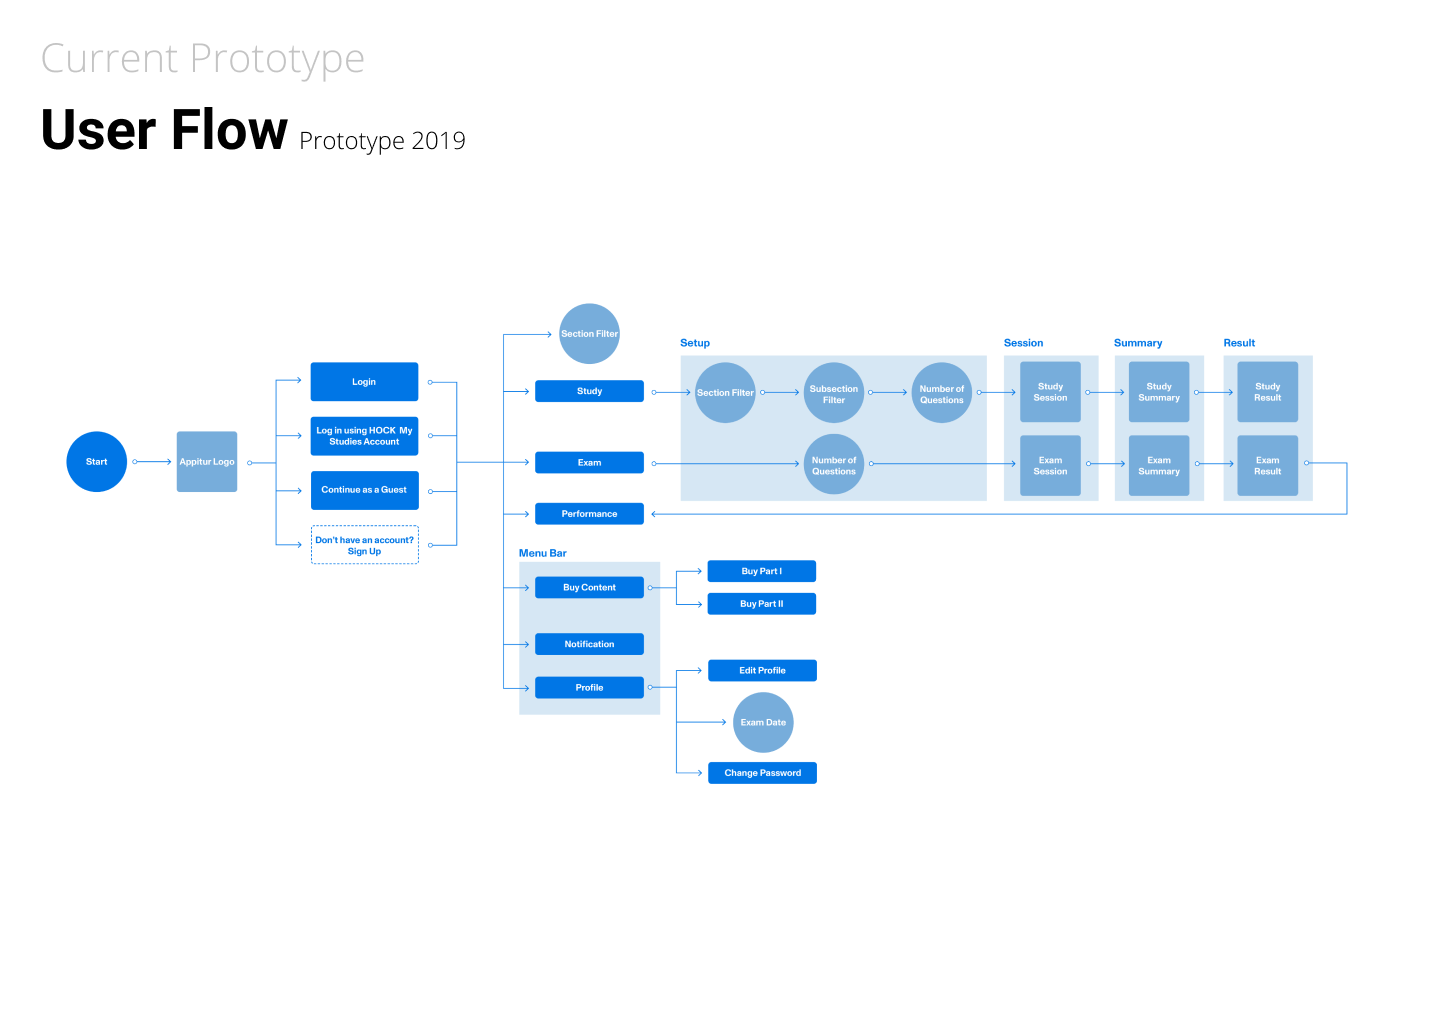 Current Prototype
User Flow Prototype 2019
Start
Appitur Logo
Login
Log in using HOCK My
Studies Account
Continue as a Guest
Don't have an account?
Sign Up
Section Filter
Study
Exam
Performance
Menu Bar
Buy Content
Notification
Profile
Buy Part I
Buy Part II
Edit Profile
Exam Date
Change Password
Setup
Section Filter
Subsection
Filter
Number of
Questions
Number of
Questions
Session
Study
Session
Exam
Session
Summary
Study
Summary
Exam
Summary
Result
Study
Result
Exam
Result